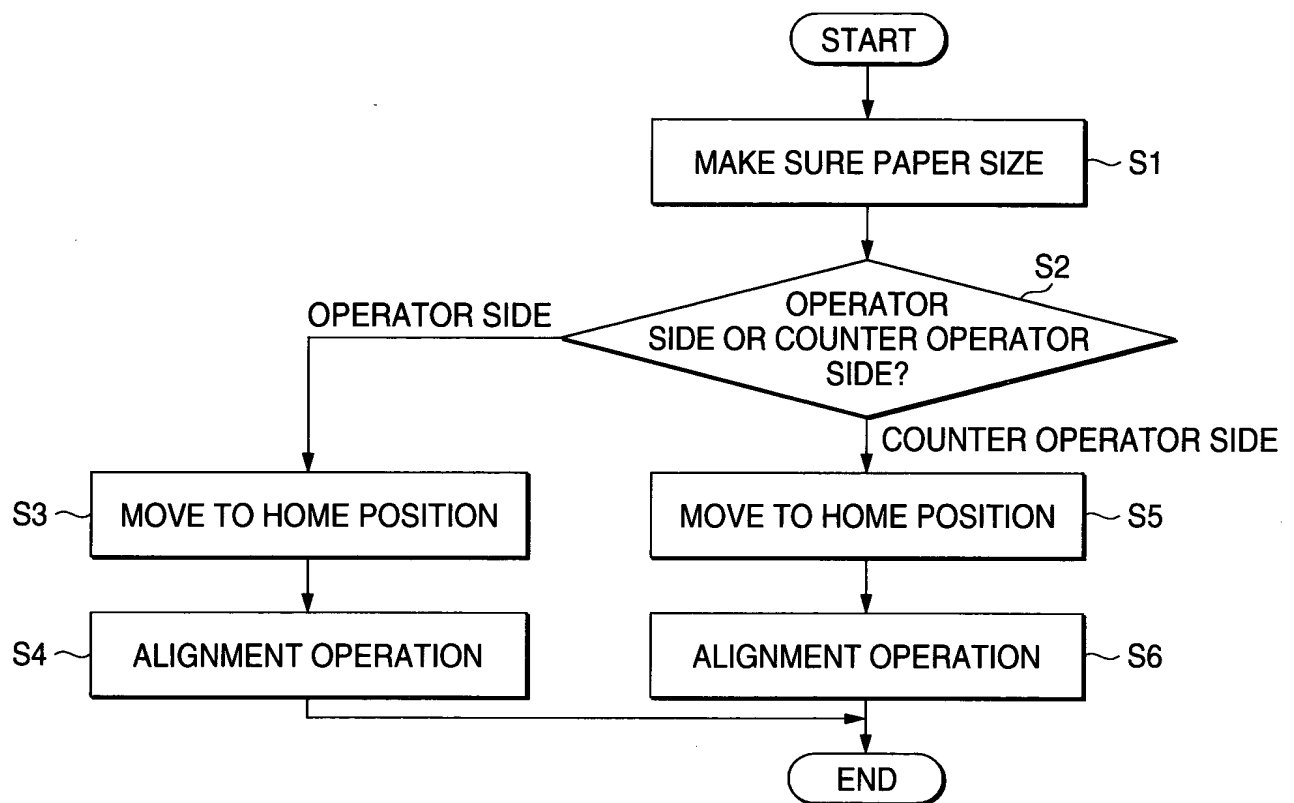 START
MAKE SURE PAPER SIZE
S1
S2
OPERATOR
SIDE OR COUNTER OPERATOR
SIDE?
OPERATOR SIDE
COUNTER OPERATOR SIDE
S3
MOVE TO HOME POSITION
MOVE TO HOME POSITION
S5
S4
ALIGNMENT OPERATION
ALIGNMENT OPERATION
S6
END